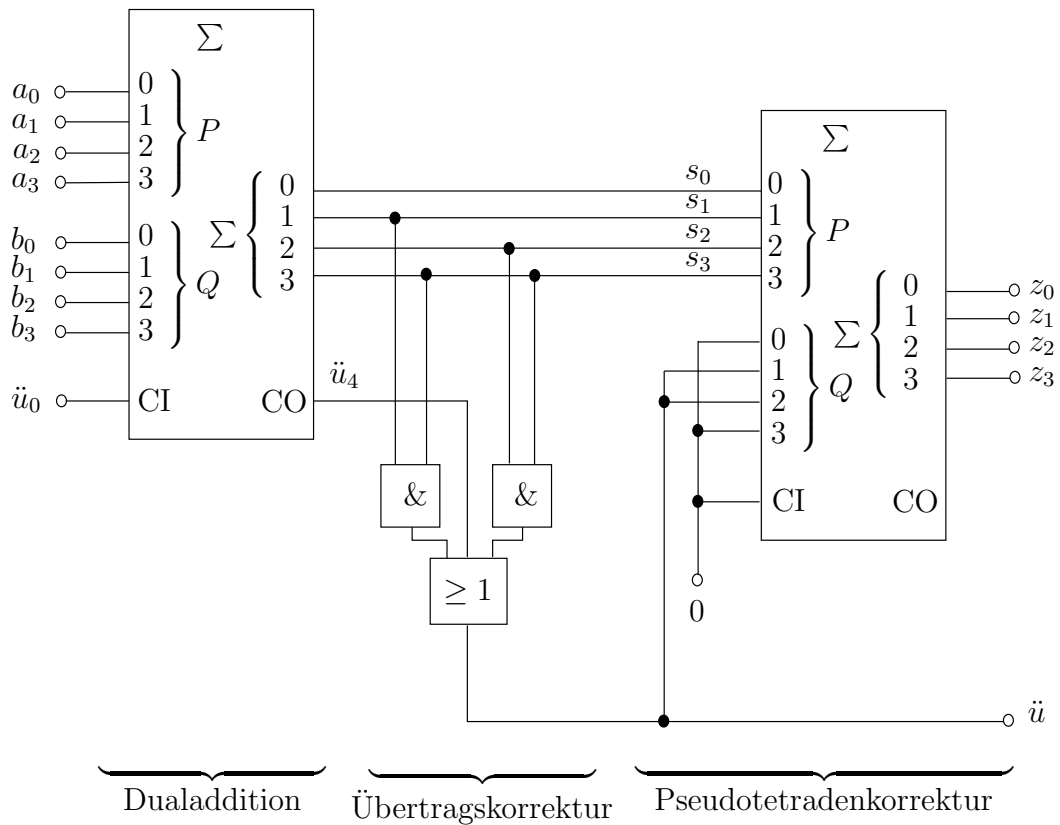 Σ
a₀ 0
a₁ 1
a₂ 2
a₃ 3
P
b₀ 0
b₁ 1
b₂ 2
b₃ 3
Q
ü₀ CI
Σ
0
1
2
3
CO
ü₄
s₀
s₁
s₂
s₃
&
&
≥ 1
Σ
0
1
2
3
P
0
1
2
3
Q
CI
0
Σ
0 z₀
1 z₁
2 z₂
3 z₃
CO
ü
Dualaddition
Übertragskorrektur
Pseudotetradenkorrektur